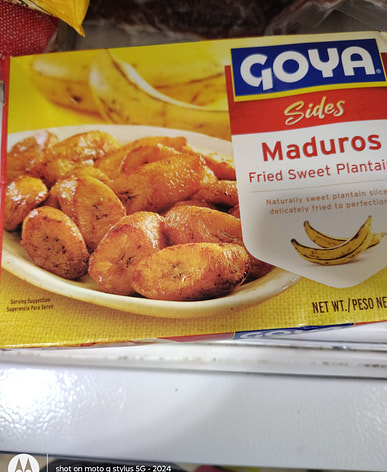 GOYA
Sides
Maduros
Fried Sweet Plantai
Naturally sweet plantain slice
delicately fried to perfection
Serving Suggestion
Sugerencia Para Servir
NET WT./PESO NE
shot on moto g stylus 5G - 2024